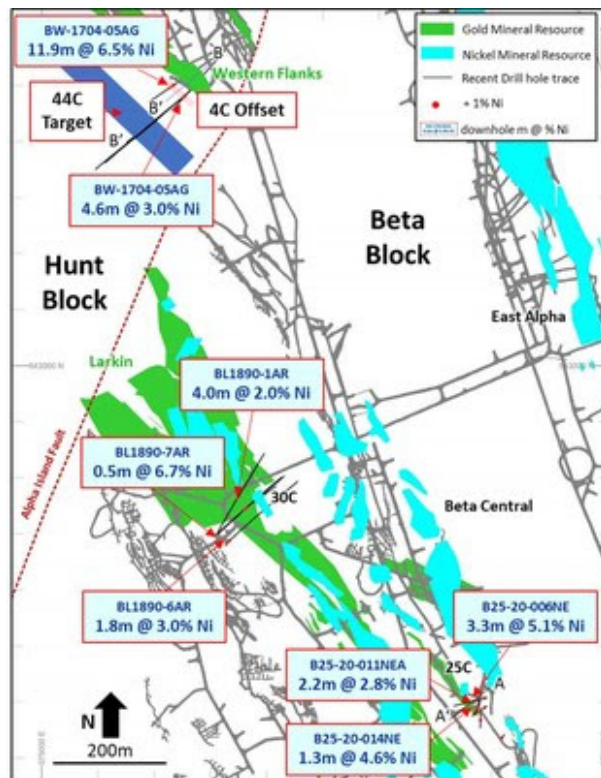 BW-1704-05AG
11.9m @ 6.5% Ni
Western Flanks
B
B'
B'
44C
Target
4C Offset
BW-1704-05AG
4.6m @ 3.0% Ni
Gold Mineral Resource
Nickel Mineral Resource
Recent Drill hole trace
+ 1% Ni
downhole m @ % Ni
Hunt
Block
Beta
Block
East Alpha
Larkin
BL1890-1AR
4.0m @ 2.0% Ni
BL1890-7AR
0.5m @ 6.7% Ni
Alpha Island Fault
30C
Beta Central
BL1890-6AR
1.8m @ 3.0% Ni
B25-20-006NE
3.3m @ 5.1% Ni
B25-20-011NEA
2.2m @ 2.8% Ni
25C
A
A'
B25-20-014NE
1.3m @ 4.6% Ni
N
200m